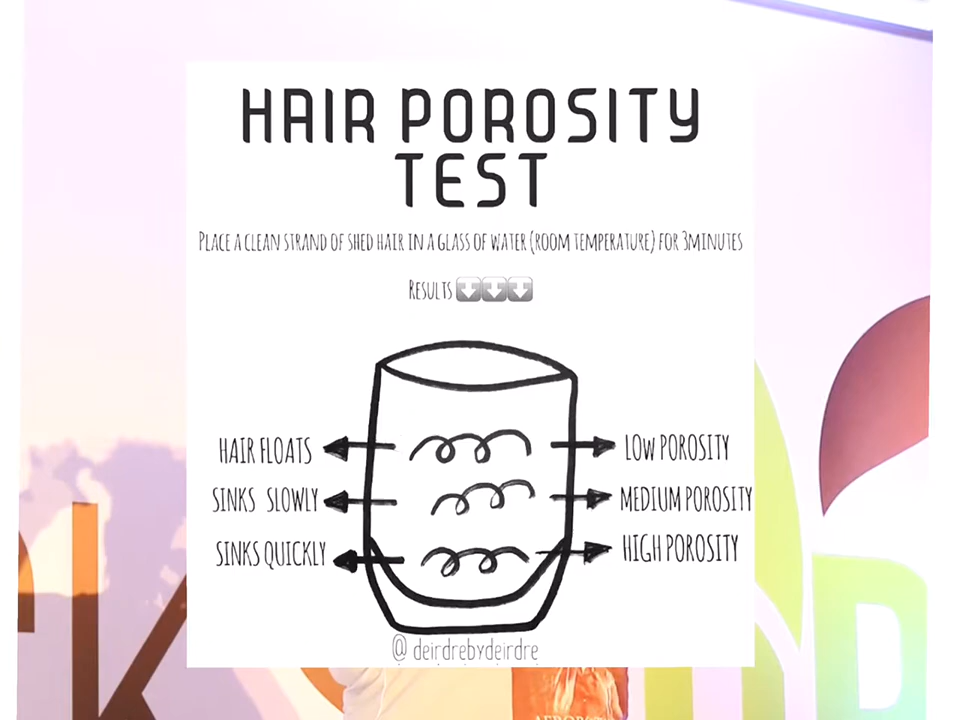 HAIR POROSITY
TEST
PLACE A CLEAN STRAND OF SHED HAIR IN A GLASS OF WATER (ROOM TEMPERATURE) FOR 3MINUTES
RESULTS ⬇⬇⬇
HAIR FLOATS
LOW POROSITY
SINKS SLOWLY
MEDIUM POROSITY
SINKS QUICKLY
HIGH POROSITY
@ deirdrebydeirdre